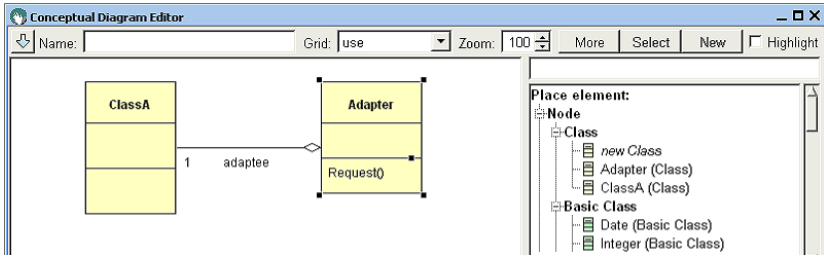 Conceptual Diagram Editor
Name: Grid: use Zoom: 100 More Select New Highlight
ClassA
Adapter
1 adaptee
Request()
Place element:
Node
Class
new Class
Adapter (Class)
ClassA (Class)
Basic Class
Date (Basic Class)
Integer (Basic Class)